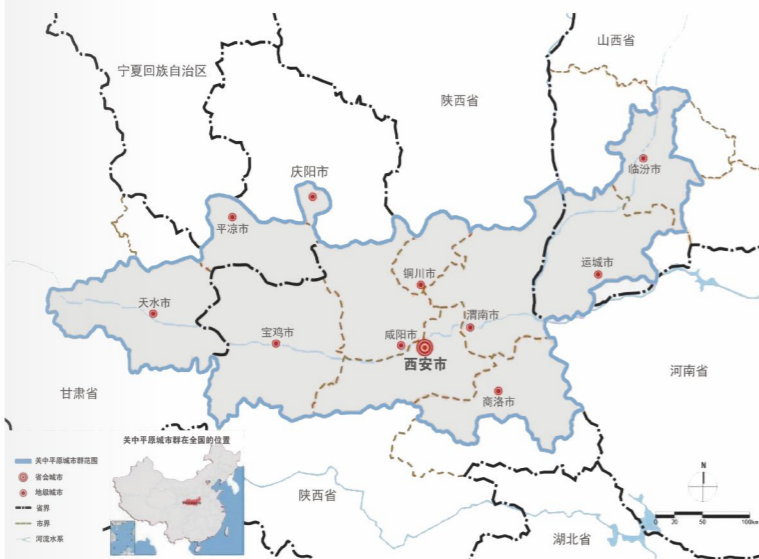 山西省
宁夏回族自治区
陕西省
庆阳市
临汾市
平凉市
运城市
铜川市
天水市
渭南市
宝鸡市
咸阳市
西安市
河南省
甘肃省
商洛市
关中平原城市群在全国的位置
关中平原城市群范围
省会城市
地级城市
省界
市界
河流水系
陕西省
湖北省
N
0 20 50 100km